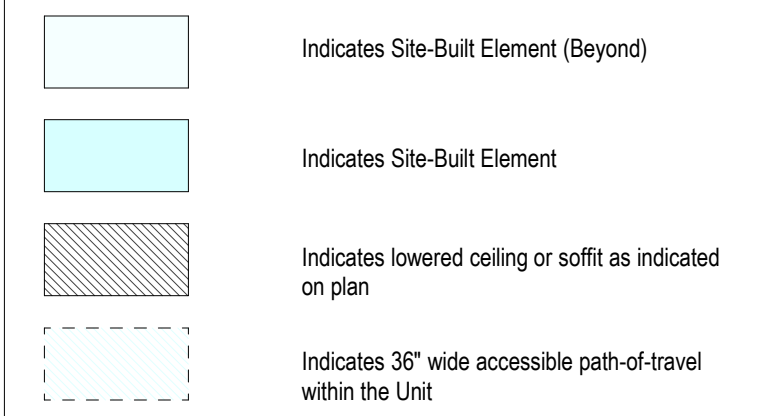 Indicates Site-Built Element (Beyond)
Indicates Site-Built Element
Indicates lowered ceiling or soffit as indicated
on plan
Indicates 36" wide accessible path-of-travel
within the Unit